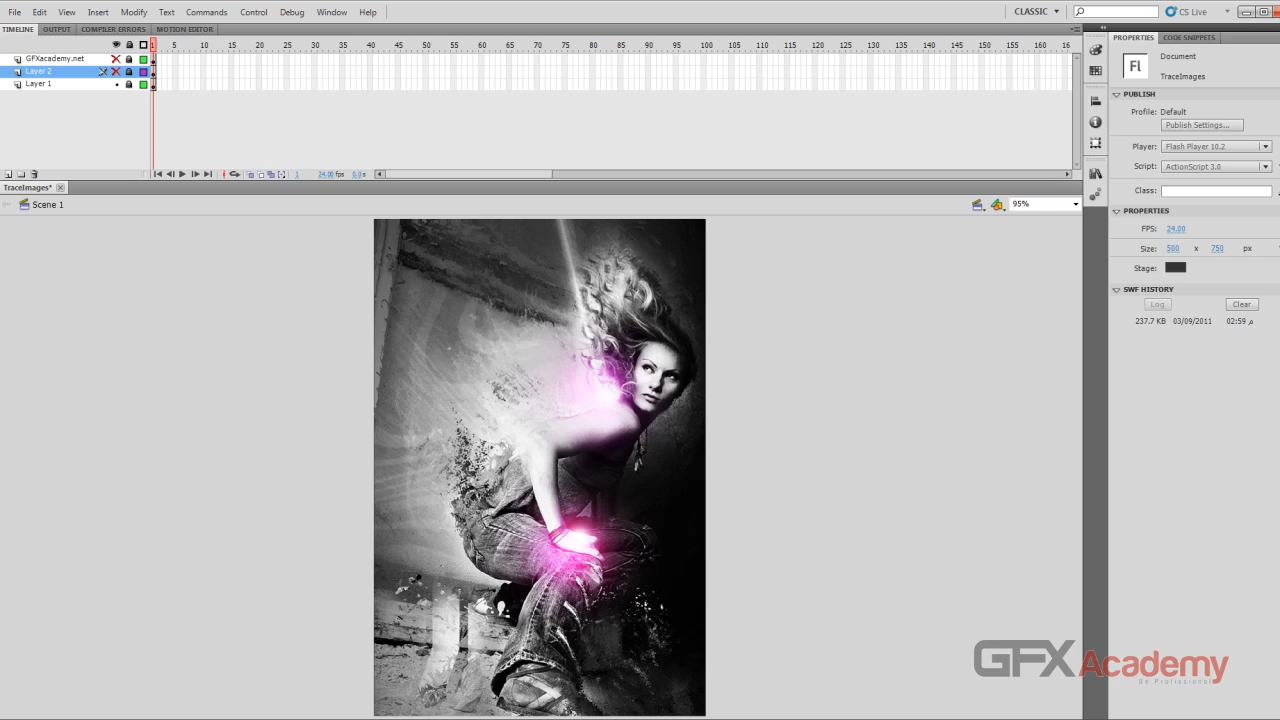 File Edit View Insert Modify Text Commands Control Debug Window Help CLASSIC CS Live
TIMELINE OUTPUT COMPILER ERRORS MOTION EDITOR
PROPERTIES CODE SNIPPETS
1 5 10 15 20 25 30 35 40 45 50 55 60 65 70 75 80 85 90 95 100 105 110 115 120 125 130 135 140 145 150 155 160 16
GFXacademy.net
Layer 2
Layer 1
Fl
Document
TraceImages
PUBLISH
Profile: Default
Publish Settings...
Player: Flash Player 10.2
Script: ActionScript 3.0
Class:
1 24.00 fps 0.0 s
TraceImages*
Scene 1
95%
PROPERTIES
FPS: 24.00
Size: 500 x 750 px
Stage:
SWF HISTORY
Log Clear
237.7 KB 03/09/2011 02:59 م
GFXAcademy
Be Proffisional